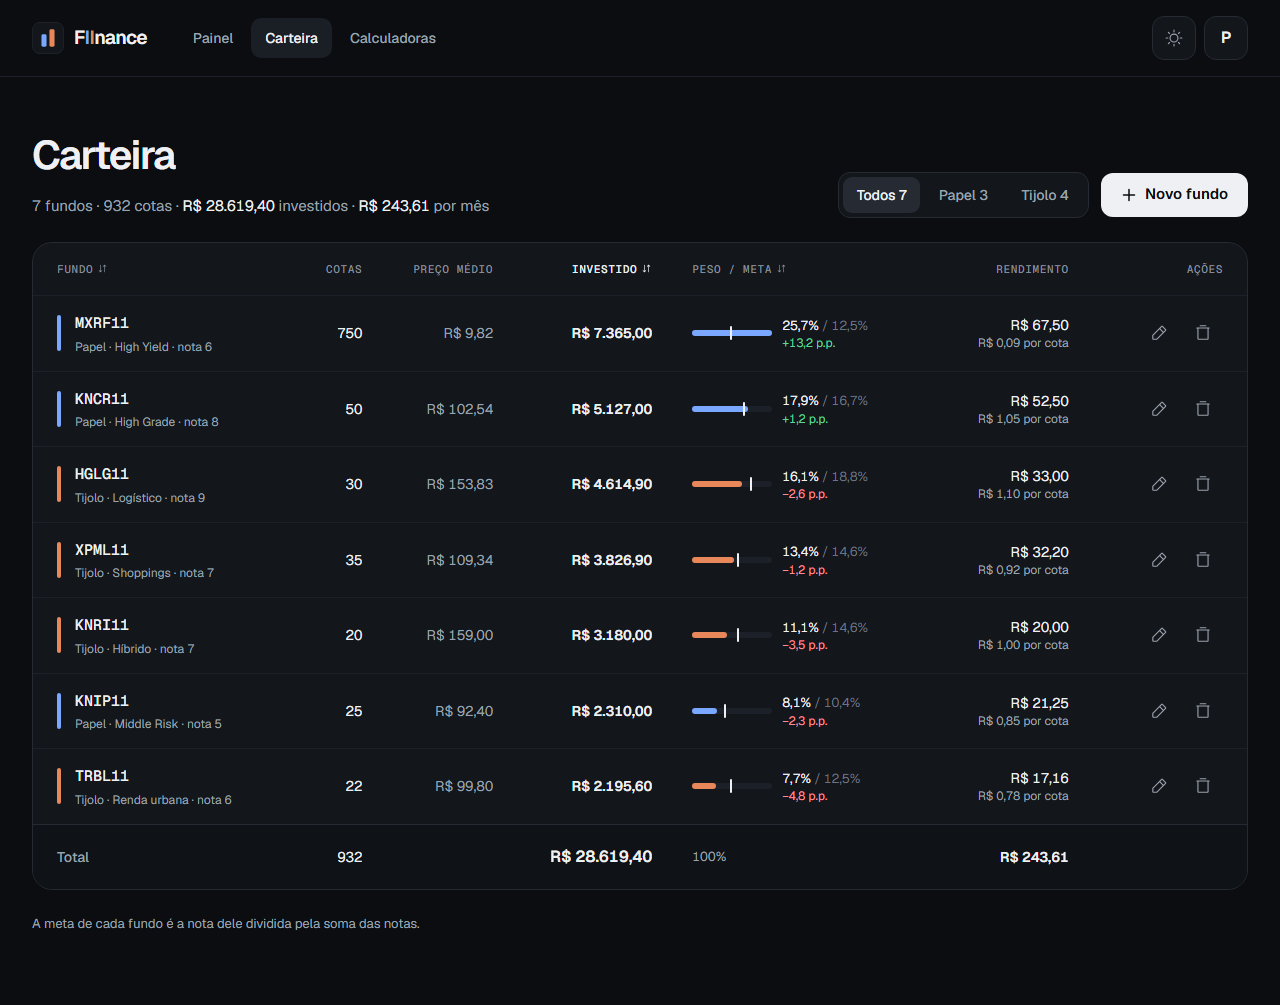 FIInance
Painel
Carteira
Calculadoras
P
Carteira
7 fundos · 932 cotas · R$ 28.619,40 investidos · R$ 243,61 por mês
Todos 7
Papel 3
Tijolo 4
Novo fundo
FUNDO COTAS PREÇO MÉDIO INVESTIDO PESO / META RENDIMENTO AÇÕES
MXRF11
Papel · High Yield · nota 6
750
R$ 9,82
R$ 7.365,00
25,7% / 12,5%
+13,2 p.p.
R$ 67,50
R$ 0,09 por cota
KNCR11
Papel · High Grade · nota 8
50
R$ 102,54
R$ 5.127,00
17,9% / 16,7%
+1,2 p.p.
R$ 52,50
R$ 1,05 por cota
HGLG11
Tijolo · Logístico · nota 9
30
R$ 153,83
R$ 4.614,90
16,1% / 18,8%
−2,6 p.p.
R$ 33,00
R$ 1,10 por cota
XPML11
Tijolo · Shoppings · nota 7
35
R$ 109,34
R$ 3.826,90
13,4% / 14,6%
−1,2 p.p.
R$ 32,20
R$ 0,92 por cota
KNRI11
Tijolo · Híbrido · nota 7
20
R$ 159,00
R$ 3.180,00
11,1% / 14,6%
−3,5 p.p.
R$ 20,00
R$ 1,00 por cota
KNIP11
Papel · Middle Risk · nota 5
25
R$ 92,40
R$ 2.310,00
8,1% / 10,4%
−2,3 p.p.
R$ 21,25
R$ 0,85 por cota
TRBL11
Tijolo · Renda urbana · nota 6
22
R$ 99,80
R$ 2.195,60
7,7% / 12,5%
−4,8 p.p.
R$ 17,16
R$ 0,78 por cota
Total 932 R$ 28.619,40 100% R$ 243,61
A meta de cada fundo é a nota dele dividida pela soma das notas.